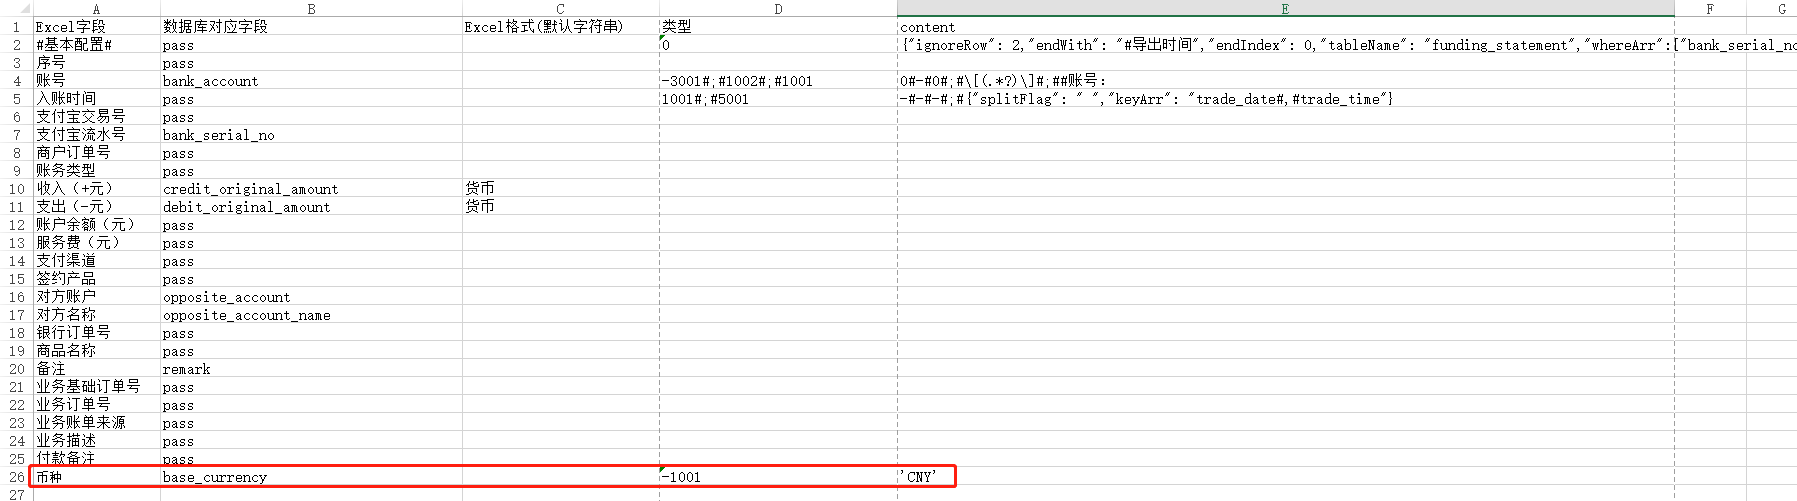 A B C D E F G
1 Excel字段 数据库对应字段 Excel格式(默认字符串) 类型 content
2 #基本配置# pass 0 {"ignoreRow": 2,"endWith": "#导出时间","endIndex": 0,"tableName": "funding_statement","whereArr":["bank_serial_no
3 序号 pass
4 账号 bank_account -3001#;#1002#;#1001 0#-#0#;#\[(.*?)\]#;##账号:
5 入账时间 pass 1001#;#5001 -#-#-#;#{"splitFlag": " ","keyArr": "trade_date#,#trade_time"}
6 支付宝交易号 pass
7 支付宝流水号 bank_serial_no
8 商户订单号 pass
9 账务类型 pass
10 收入（+元） credit_original_amount 货币
11 支出（-元） debit_original_amount 货币
12 账户余额（元） pass
13 服务费（元） pass
14 支付渠道 pass
15 签约产品 pass
16 对方账户 opposite_account
17 对方名称 opposite_account_name
18 银行订单号 pass
19 商品名称 pass
20 备注 remark
21 业务基础订单号 pass
22 业务订单号 pass
23 业务账单来源 pass
24 业务描述 pass
25 付款备注 pass
26 币种 base_currency -1001 'CNY'
27